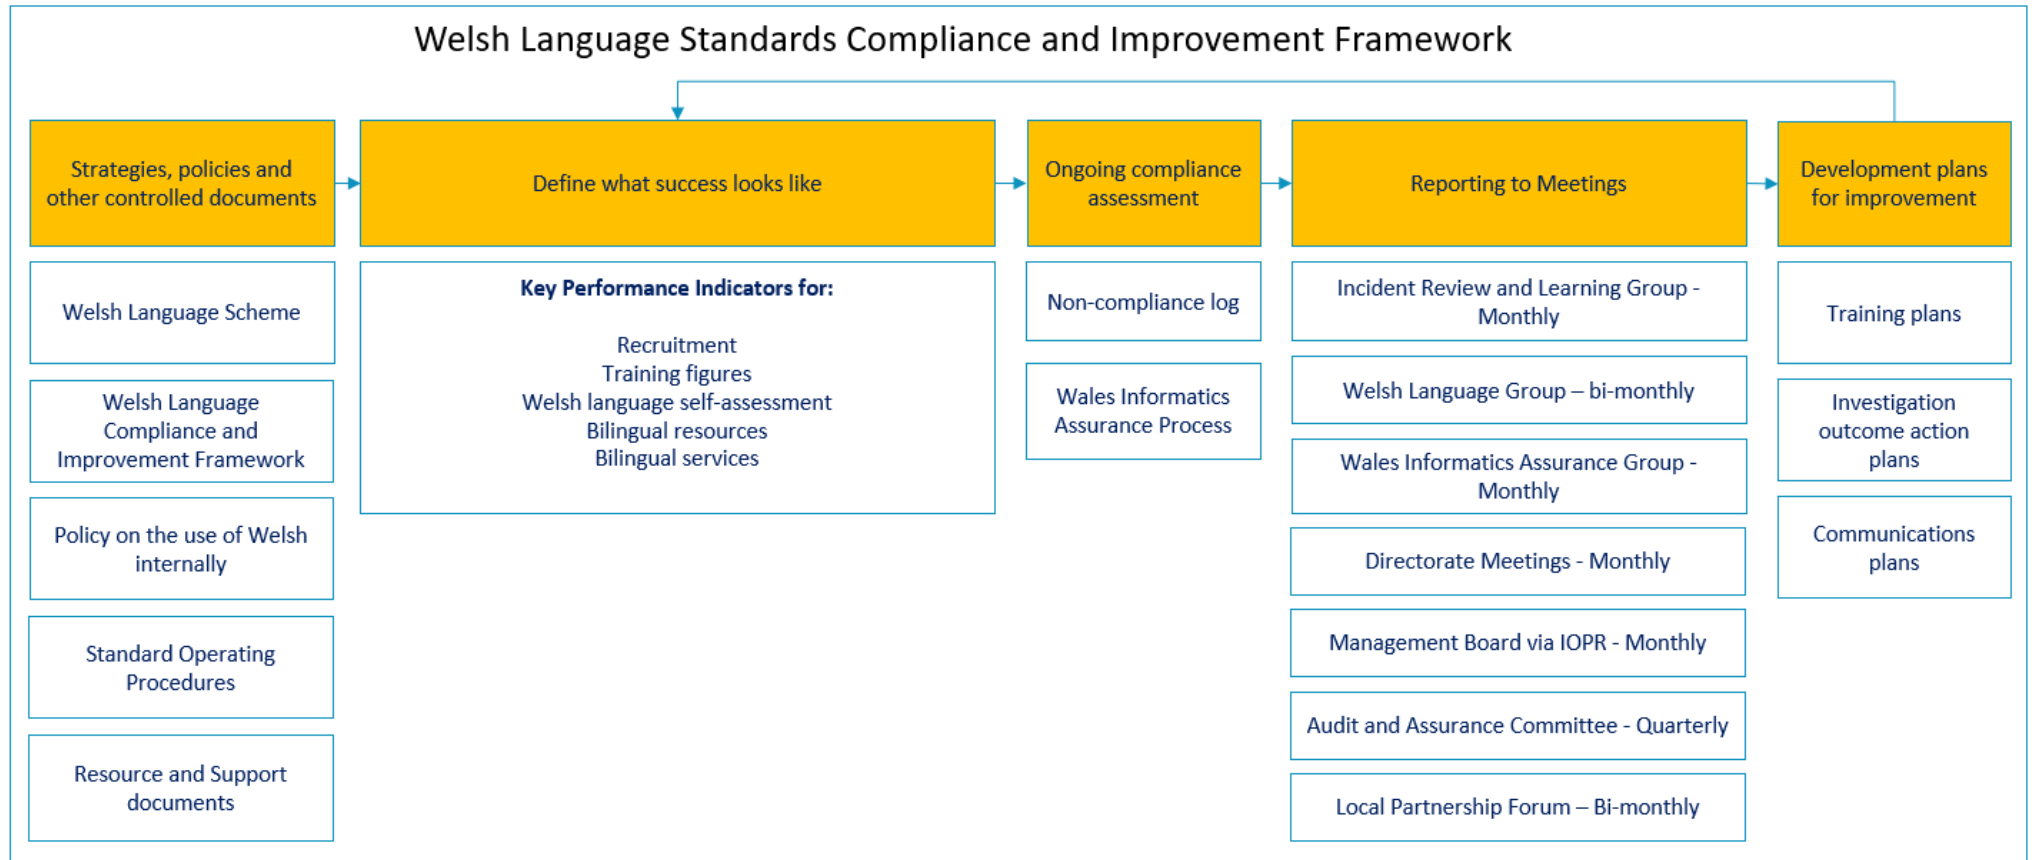 Welsh Language Standards Compliance and Improvement Framework
Strategies, policies and
other controlled documents
Define what success looks like
Ongoing compliance
assessment
Reporting to Meetings
Development plans
for improvement
Welsh Language Scheme
Welsh Language
Compliance and
Improvement Framework
Policy on the use of Welsh
internally
Standard Operating
Procedures
Resource and Support
documents
Key Performance Indicators for:
Recruitment
Training figures
Welsh language self-assessment
Bilingual resources
Bilingual services
Non-compliance log
Wales Informatics
Assurance Process
Incident Review and Learning Group -
Monthly
Welsh Language Group – bi-monthly
Wales Informatics Assurance Group -
Monthly
Directorate Meetings - Monthly
Management Board via IOPR - Monthly
Audit and Assurance Committee - Quarterly
Local Partnership Forum – Bi-monthly
Training plans
Investigation
outcome action
plans
Communications
plans